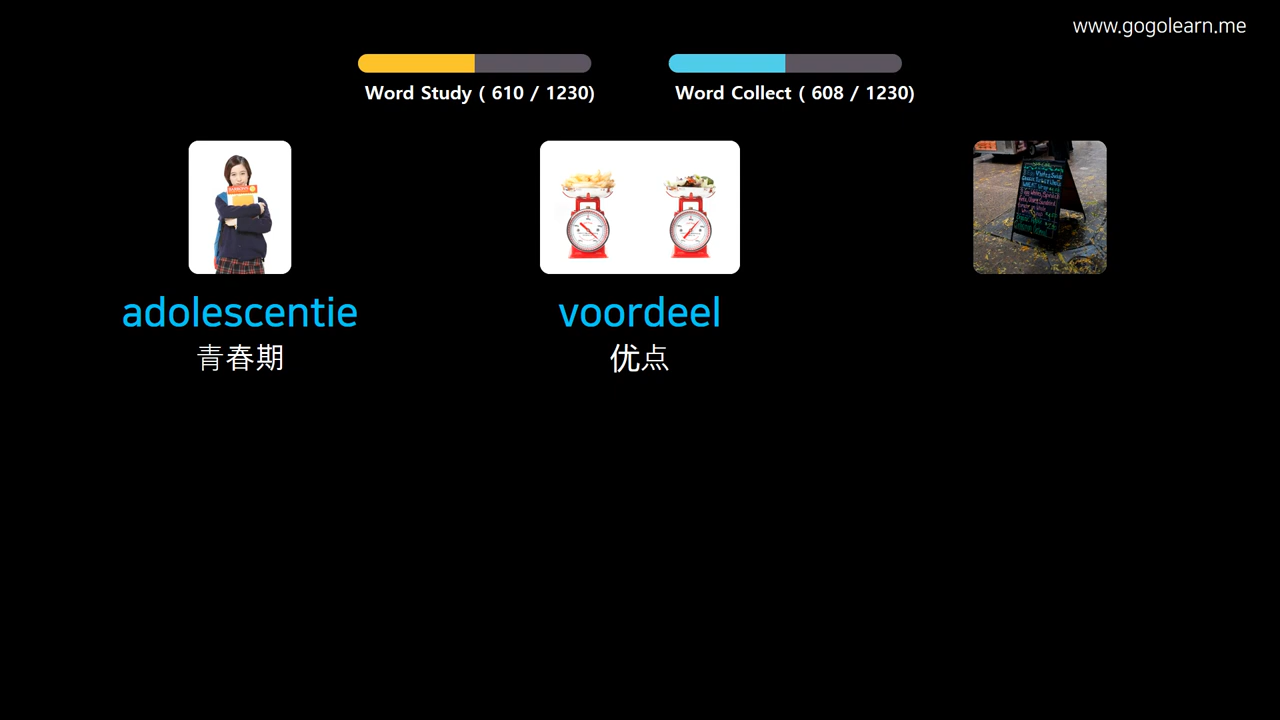 www.gogolearn.me
Word Study ( 610 / 1230)
Word Collect ( 608 / 1230)
adolescentie
voordeel
青春期
优点